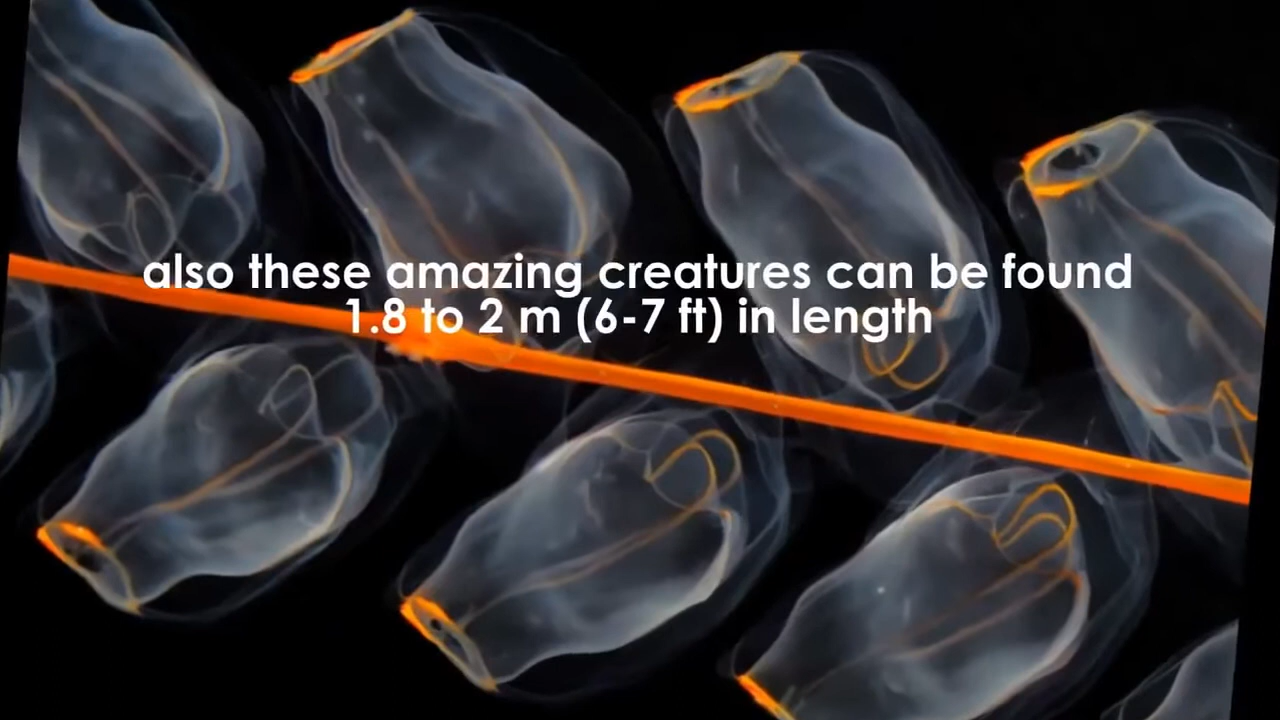 also these amazing creatures can be found
1.8 to 2 m (6-7 ft) in length